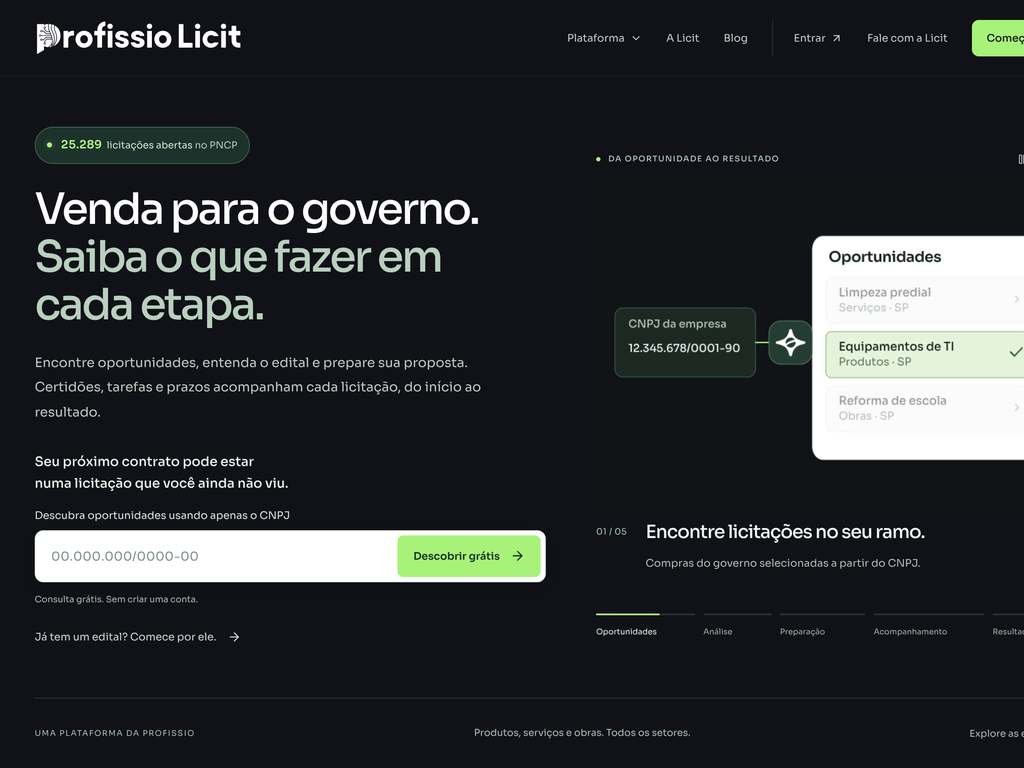 Profissio Licit
Plataforma
A Licit
Blog
Entrar
Fale com a Licit
25.289 licitações abertas no PNCP
Venda para o governo.
Saiba o que fazer em
cada etapa.
Encontre oportunidades, entenda o edital e prepare sua proposta.
Certidões, tarefas e prazos acompanham cada licitação, do início ao
resultado.
Seu próximo contrato pode estar
numa licitação que você ainda não viu.
Descubra oportunidades usando apenas o CNPJ
00.000.000/0000-00
Descobrir grátis
Consulta grátis. Sem criar uma conta.
Já tem um edital? Comece por ele.
DA OPORTUNIDADE AO RESULTADO
CNPJ da empresa
12.345.678/0001-90
Oportunidades
Limpeza predial
Serviços · SP
Equipamentos de TI
Produtos · SP
Reforma de escola
Obras · SP
01 / 05
Encontre licitações no seu ramo.
Compras do governo selecionadas a partir do CNPJ.
Oportunidades
Análise
Preparação
Acompanhamento
UMA PLATAFORMA DA PROFISSIO
Produtos, serviços e obras. Todos os setores.
Explore as